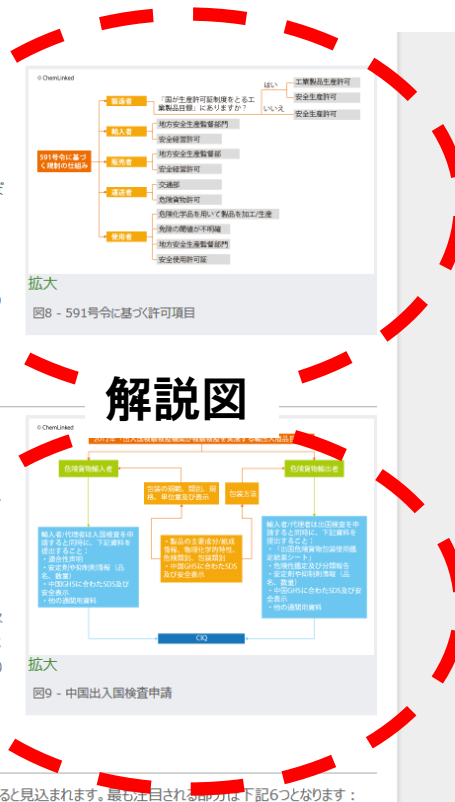 © ChemLinked
はい
工業製品生産許可
製造者
「国が生産許可証制度をとる工
業製品目録」にありますか？
安全生産許可
いいえ
安全生産許可
輸入者
地方安全生産監督部門
安全経営許可
591号令に基づ
く規制の仕組み
販売者
地方安全生産監督部
安全経営許可
運送者
交通部
危険貨物許可
使用者
危険化学品を用いて製品を加工/生産
免除の閾値が不明確
地方安全生産監督部門
安全使用許可証
拡大
図8 - 591号令に基づく許可項目
解説図
© ChemLinked
危険貨物輸入者
包装の規範、類別、規
格、単位量及び表示
包装方法
危険貨物輸出者
輸入者/代理者は入国検査を申
請すると同時に、下記資料を
提出すること：
・適合性声明
・安定剤や抑制剤情報（品
名、数量）
・中国GHSに合わせたSDS及び
安全表示
・他の通関用資料
・製品の主要成分/組成
情報、物理化学的特性、
危険類別、包装類別
・中国GHSに合わせたSDS
及び安全表示
輸入者/代理者は出国検査を申
請すると同時に、下記資料を
提出すること：
・「出国危険貨物包装使用鑑
定結果シート」
・危険性鑑定及び分類報告
・安定剤や抑制剤情報（品
名、数量）
・中国GHSに合わせたSDS及び安
全表示
・他の通関用資料
CIQ
拡大
図9 - 中国出入国検査申請
ると見込まれます。最も注目される部分は下記6つとなります：